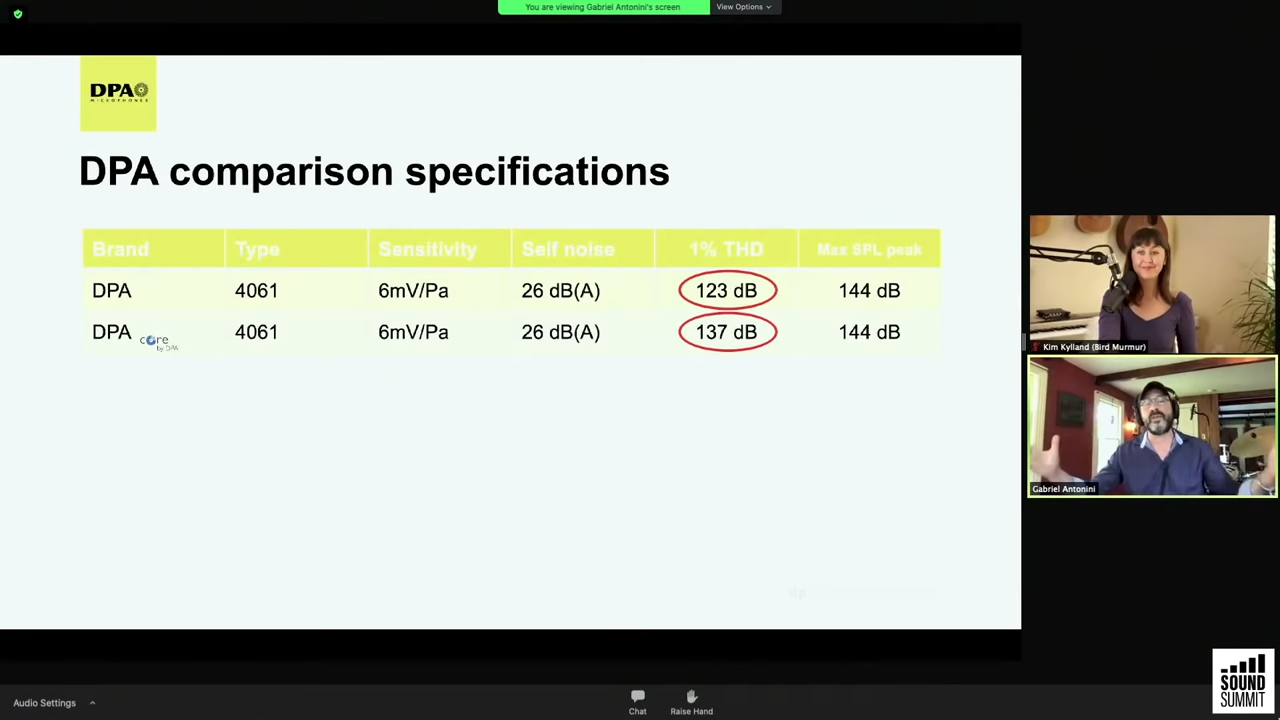 You are viewing Gabriel Antonini's screen
View Options
DPA
MICROPHONES
DPA comparison specifications
Brand Type Sensitivity Self noise 1% THD Max SPL peak
DPA 4061 6mV/Pa 26 dB(A) 123 dB 144 dB
DPA core by DPA 4061 6mV/Pa 26 dB(A) 137 dB 144 dB
Kim Kylland (Bird Murmur)
Gabriel Antonini
Audio Settings
Chat
Raise Hand
SOUND
SUMMIT